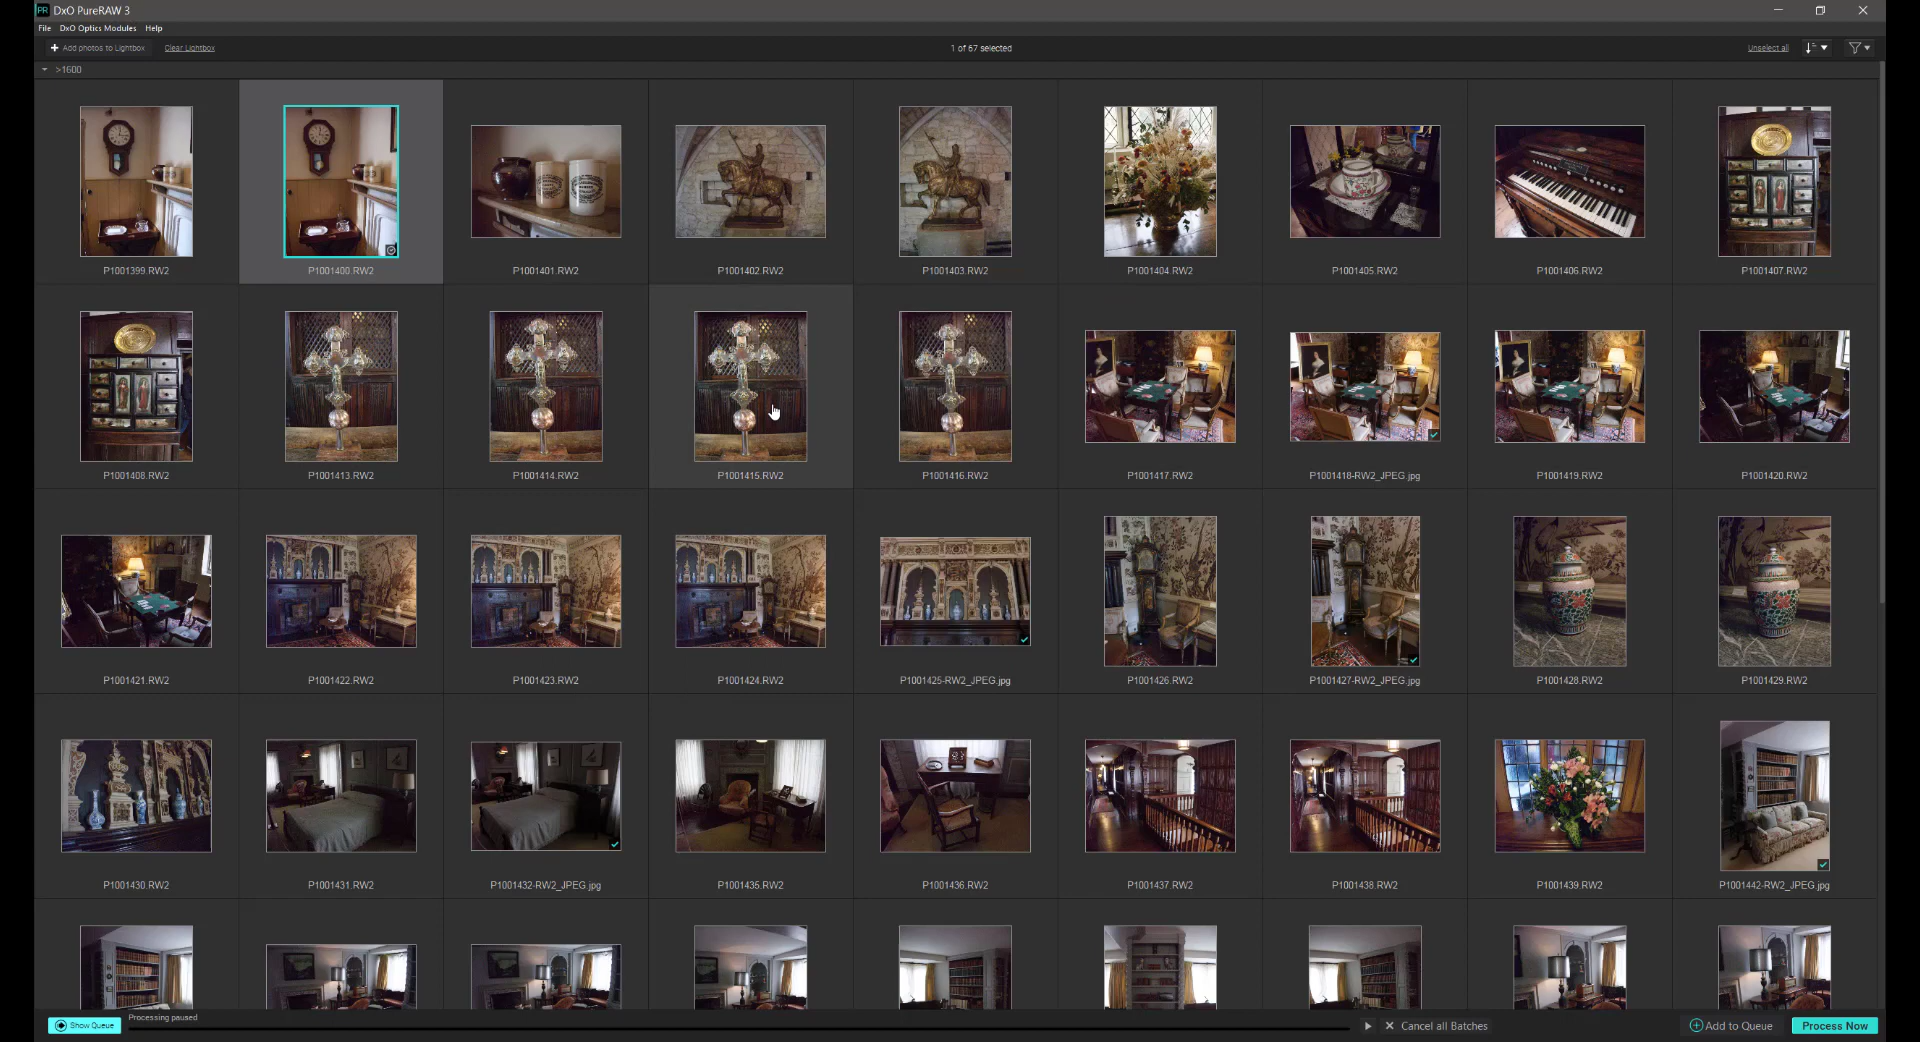 DxO PureRAW 3
File DxO Optics Modules Help
Add photos to Lightbox Clear Lightbox 1 of 67 selected Unselect all
>1600
P1001399.RW2 P1001400.RW2 P1001401.RW2 P1001402.RW2 P1001403.RW2 P1001404.RW2 P1001405.RW2 P1001406.RW2 P1001407.RW2
P1001408.RW2 P1001413.RW2 P1001414.RW2 P1001415.RW2 P1001416.RW2 P1001417.RW2 P1001418-RW2_JPEG.jpg P1001419.RW2 P1001420.RW2
P1001421.RW2 P1001422.RW2 P1001423.RW2 P1001424.RW2 P1001425-RW2_JPEG.jpg P1001426.RW2 P1001427-RW2_JPEG.jpg P1001428.RW2 P1001429.RW2
P1001430.RW2 P1001431.RW2 P1001432-RW2_JPEG.jpg P1001435.RW2 P1001436.RW2 P1001437.RW2 P1001438.RW2 P1001439.RW2 P1001442-RW2_JPEG.jpg
Processing paused
Show Queue Cancel all Batches Add to Queue Process Now